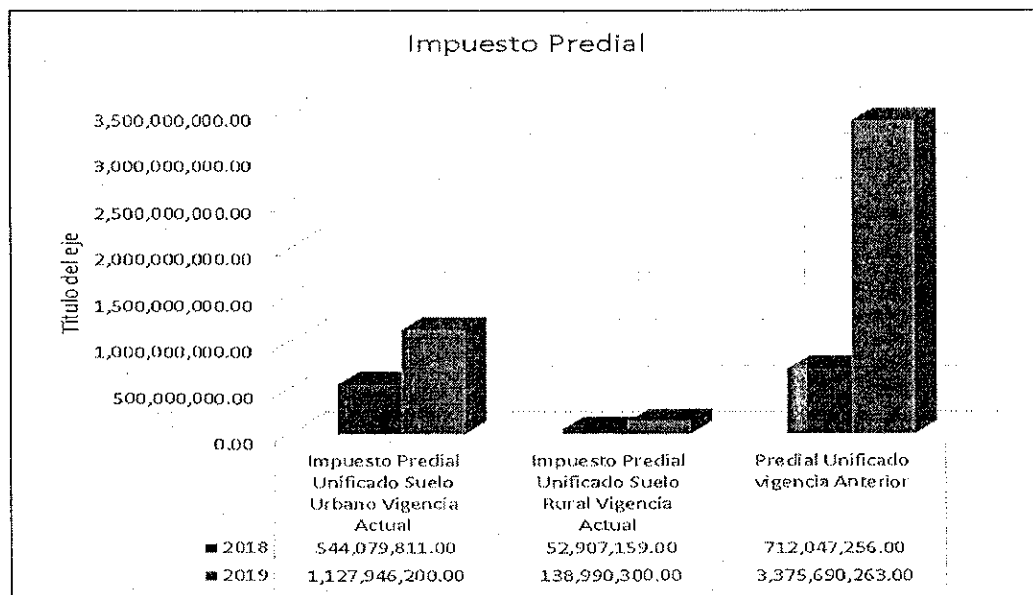 Impuesto Predial
Título del eje
3,500,000,000.00
3,000,000,000.00
2,500,000,000.00
2,000,000,000.00
1,500,000,000.00
1,000,000,000.00
500,000,000.00
0.00
Impuesto Predial
Unificado Suelo
Urbano Vigencia
Actual
Impuesto Predial
Unificado Suelo
Rural Vigencia
Actual
Predial Unificado
vigencia Anterior
2018 544,079,811.00 52,907,159.00 712,047,256.00
2019 1,127,946,200.00 138,990,300.00 3,375,690,263.00